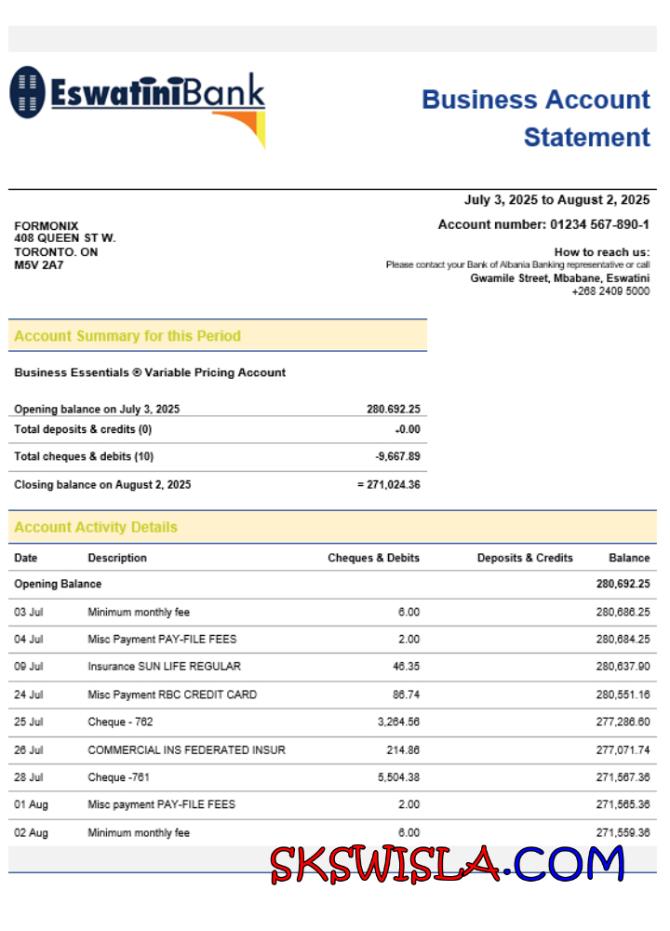 EswatiniBank
Business Account
Statement
July 3, 2025 to August 2, 2025
FORMONIX
408 QUEEN ST W.
TORONTO. ON
M5V 2A7
Account number: 01234 567-890-1
How to reach us:
Please contact your Bank of Albania Banking representative or call
Gwamile Street, Mbabane, Eswatini
+268 2409 5000
Account Summary for this Period
Business Essentials ® Variable Pricing Account
Opening balance on July 3, 2025 280.692.25
Total deposits & credits (0) -0.00
Total cheques & debits (10) -9,667.89
Closing balance on August 2, 2025 = 271,024.36
Account Activity Details
Date Description Cheques & Debits Deposits & Credits Balance
Opening Balance 280,692.25
03 Jul Minimum monthly fee 6.00 280,686.25
04 Jul Misc Payment PAY-FILE FEES 2.00 280,684.25
09 Jul Insurance SUN LIFE REGULAR 46.35 280,637.90
24 Jul Misc Payment RBC CREDIT CARD 86.74 280,551.16
25 Jul Cheque - 762 3,264.56 277,286.60
26 Jul COMMERCIAL INS FEDERATED INSUR 214.86 277,071.74
28 Jul Cheque -761 5,504.38 271,567.36
01 Aug Misc payment PAY-FILE FEES 2.00 271,565.36
02 Aug Minimum monthly fee 6.00 271,559.36
SKSWISLA.COM